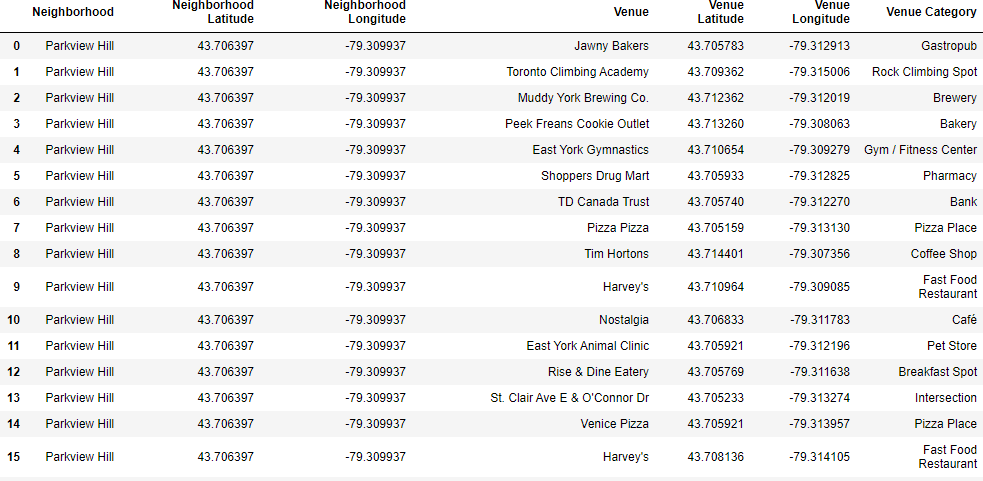 Neighborhood Neighborhood Latitude Neighborhood Longitude Venue Venue Latitude Venue Longitude Venue Category
0 Parkview Hill 43.706397 -79.309937 Jawny Bakers 43.705783 -79.312913 Gastropub
1 Parkview Hill 43.706397 -79.309937 Toronto Climbing Academy 43.709362 -79.315006 Rock Climbing Spot
2 Parkview Hill 43.706397 -79.309937 Muddy York Brewing Co. 43.712362 -79.312019 Brewery
3 Parkview Hill 43.706397 -79.309937 Peek Freans Cookie Outlet 43.713260 -79.308063 Bakery
4 Parkview Hill 43.706397 -79.309937 East York Gymnastics 43.710654 -79.309279 Gym / Fitness Center
5 Parkview Hill 43.706397 -79.309937 Shoppers Drug Mart 43.705933 -79.312825 Pharmacy
6 Parkview Hill 43.706397 -79.309937 TD Canada Trust 43.705740 -79.312270 Bank
7 Parkview Hill 43.706397 -79.309937 Pizza Pizza 43.705159 -79.313130 Pizza Place
8 Parkview Hill 43.706397 -79.309937 Tim Hortons 43.714401 -79.307356 Coffee Shop
9 Parkview Hill 43.706397 -79.309937 Harvey's 43.710964 -79.309085 Fast Food Restaurant
10 Parkview Hill 43.706397 -79.309937 Nostalgia 43.706833 -79.311783 Café
11 Parkview Hill 43.706397 -79.309937 East York Animal Clinic 43.705921 -79.312196 Pet Store
12 Parkview Hill 43.706397 -79.309937 Rise & Dine Eatery 43.705769 -79.311638 Breakfast Spot
13 Parkview Hill 43.706397 -79.309937 St. Clair Ave E & O'Connor Dr 43.705233 -79.313274 Intersection
14 Parkview Hill 43.706397 -79.309937 Venice Pizza 43.705921 -79.313957 Pizza Place
15 Parkview Hill 43.706397 -79.309937 Harvey's 43.708136 -79.314105 Fast Food Restaurant